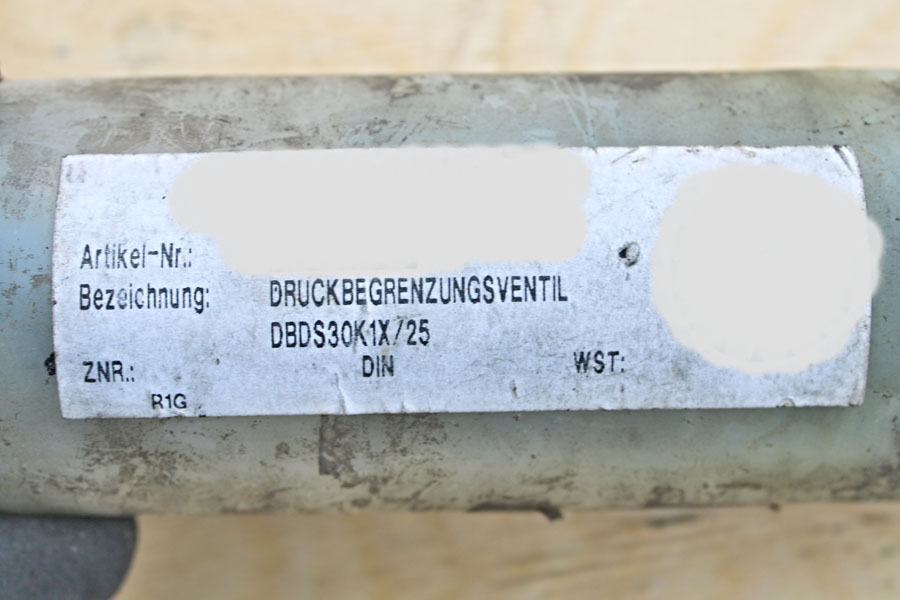 Artikel-Nr.:
Bezeichnung: DRUCKBEGRENZUNGSVENTIL
DBDS30K1X/25
ZNR.: DIN WST:
R1G